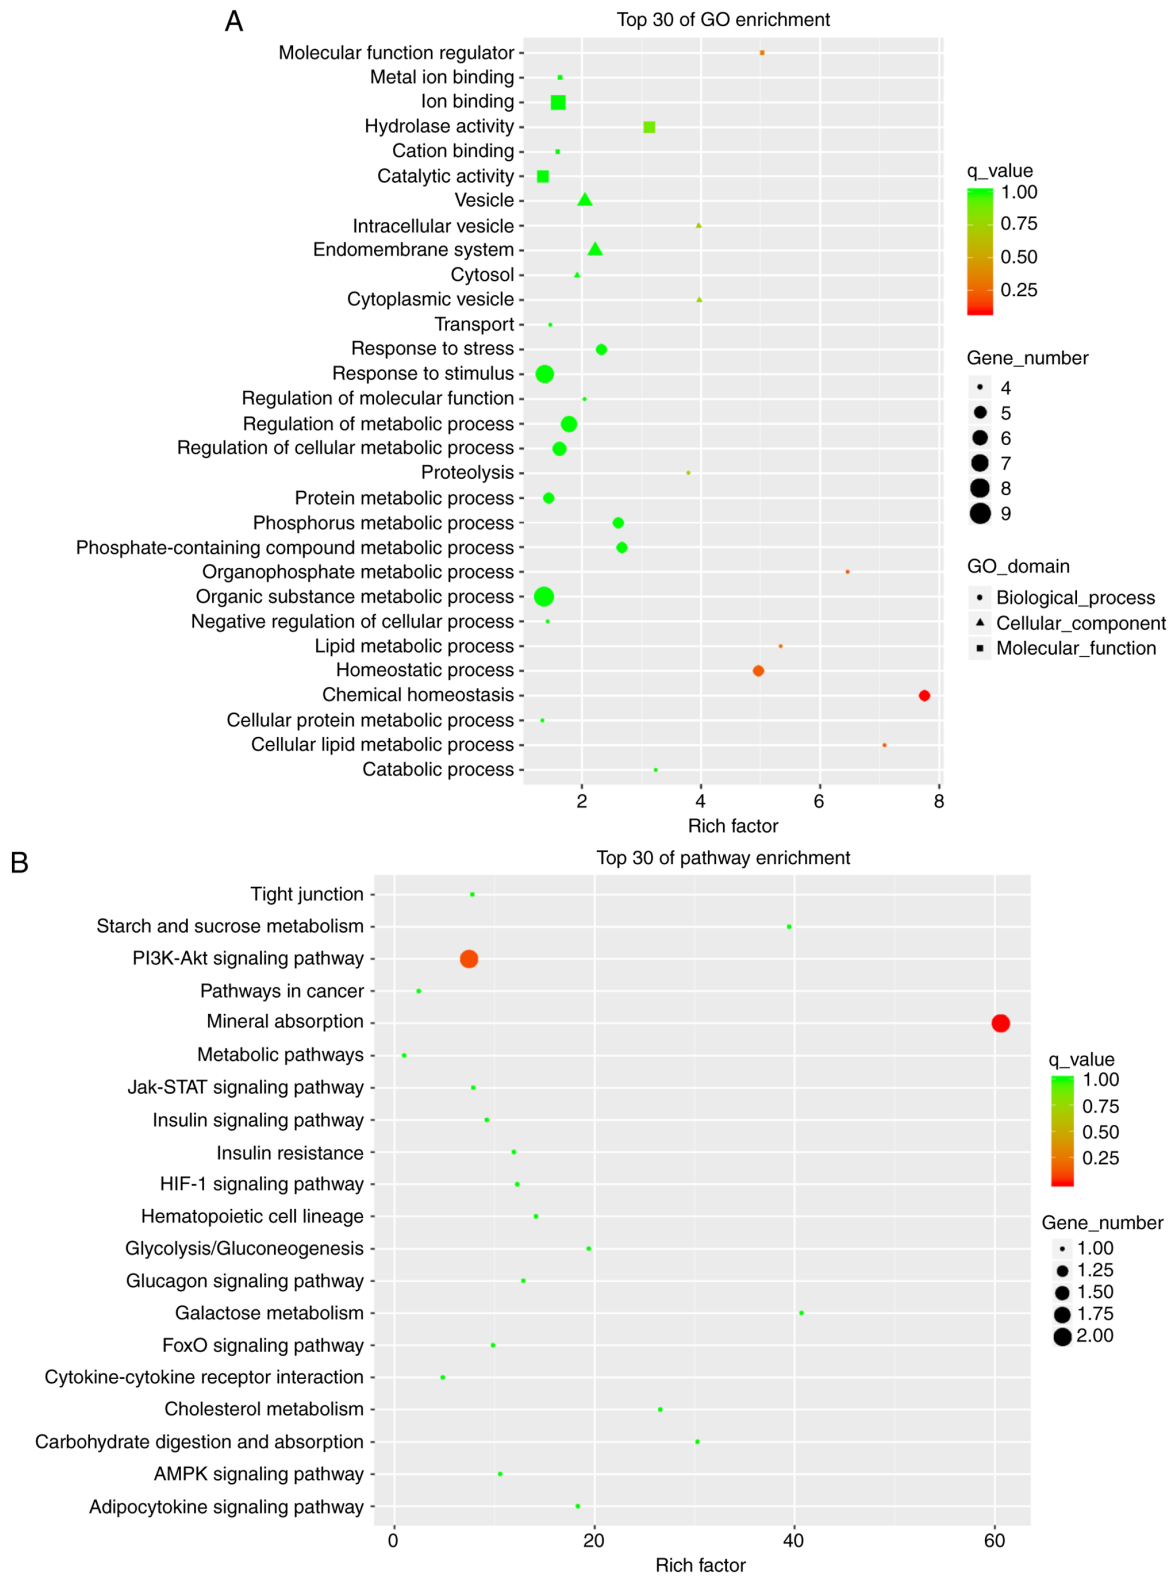 A
Top 30 of GO enrichment
Molecular function regulator
Metal ion binding
Ion binding
Hydrolase activity
Cation binding
Catalytic activity
Vesicle
Intracellular vesicle
Endomembrane system
Cytosol
Cytoplasmic vesicle
Transport
Response to stress
Response to stimulus
Regulation of molecular function
Regulation of metabolic process
Regulation of cellular metabolic process
Proteolysis
Protein metabolic process
Phosphorus metabolic process
Phosphate-containing compound metabolic process
Organophosphate metabolic process
Organic substance metabolic process
Negative regulation of cellular process
Lipid metabolic process
Homeostatic process
Chemical homeostasis
Cellular protein metabolic process
Cellular lipid metabolic process
Catabolic process
2 4 6 8
Rich factor
q_value
1.00
0.75
0.50
0.25
Gene_number
4
5
6
7
8
9
GO_domain
Biological_process
Cellular_component
Molecular_function
B
Top 30 of pathway enrichment
Tight junction
Starch and sucrose metabolism
PI3K-Akt signaling pathway
Pathways in cancer
Mineral absorption
Metabolic pathways
Jak-STAT signaling pathway
Insulin signaling pathway
Insulin resistance
HIF-1 signaling pathway
Hematopoietic cell lineage
Glycolysis/Gluconeogenesis
Glucagon signaling pathway
Galactose metabolism
FoxO signaling pathway
Cytokine-cytokine receptor interaction
Cholesterol metabolism
Carbohydrate digestion and absorption
AMPK signaling pathway
Adipocytokine signaling pathway
0 20 40 60
Rich factor
q_value
1.00
0.75
0.50
0.25
Gene_number
1.00
1.25
1.50
1.75
2.00